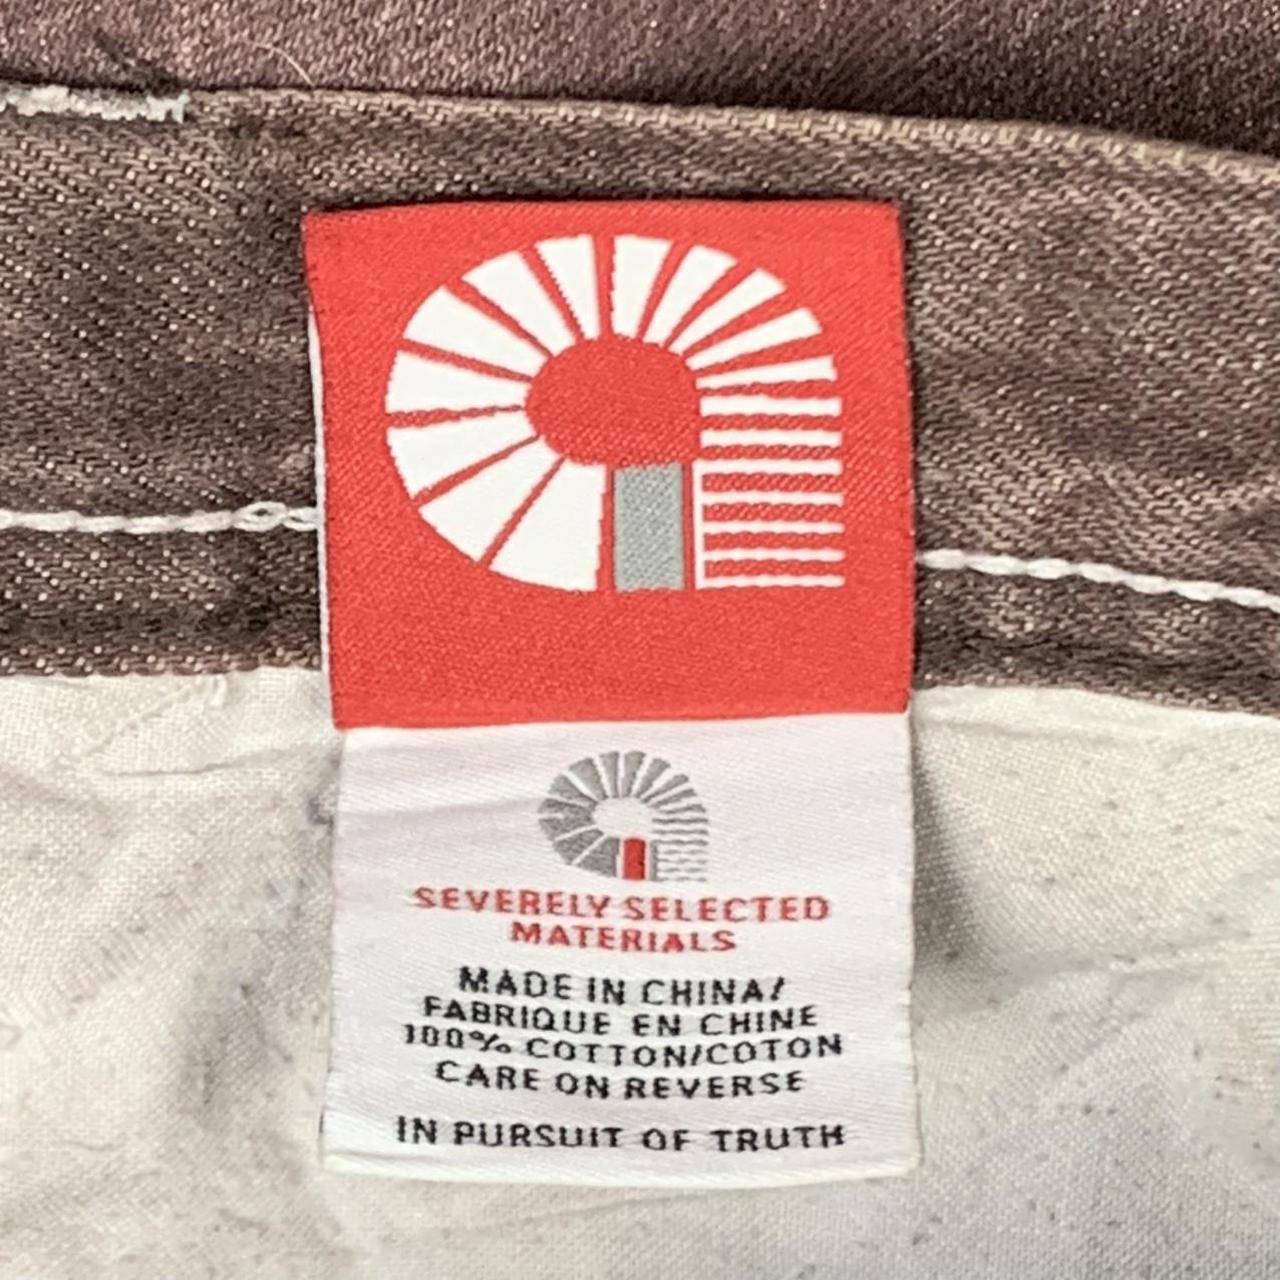 SEVERELY SELECTED
MATERIALS
MADE IN CHINA/
FABRIQUE EN CHINE
100% COTTON/COTON
CARE ON REVERSE
IN PURSUIT OF TRUTH